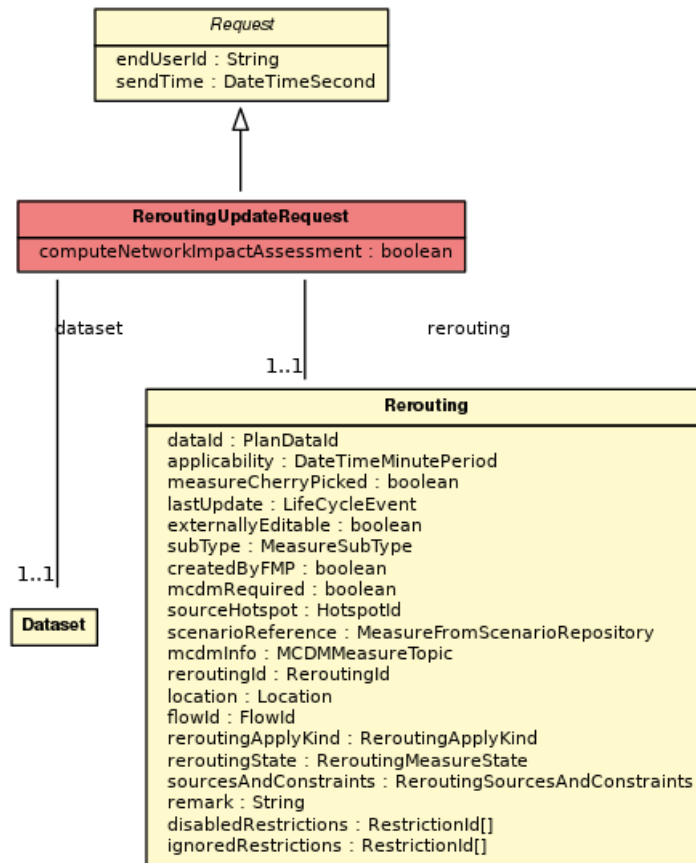 Request
endUserId : String
sendTime : DateTimeSecond
ReroutingUpdateRequest
computeNetworkImpactAssessment : boolean
dataset
rerouting
1..1
Rerouting
dataId : PlanDataId
applicability : DateTimeMinutePeriod
measureCherryPicked : boolean
lastUpdate : LifeCycleEvent
externallyEditable : boolean
subType : MeasureSubType
createdByFMP : boolean
mcdmRequired : boolean
sourceHotspot : HotspotId
scenarioReference : MeasureFromScenarioRepository
mcdmInfo : MCDMMeasureTopic
reroutingId : ReroutingId
location : Location
flowId : FlowId
reroutingApplyKind : ReroutingApplyKind
reroutingState : ReroutingMeasureState
sourcesAndConstraints : ReroutingSourcesAndConstraints
remark : String
disabledRestrictions : RestrictionId[]
ignoredRestrictions : RestrictionId[]
1..1
Dataset